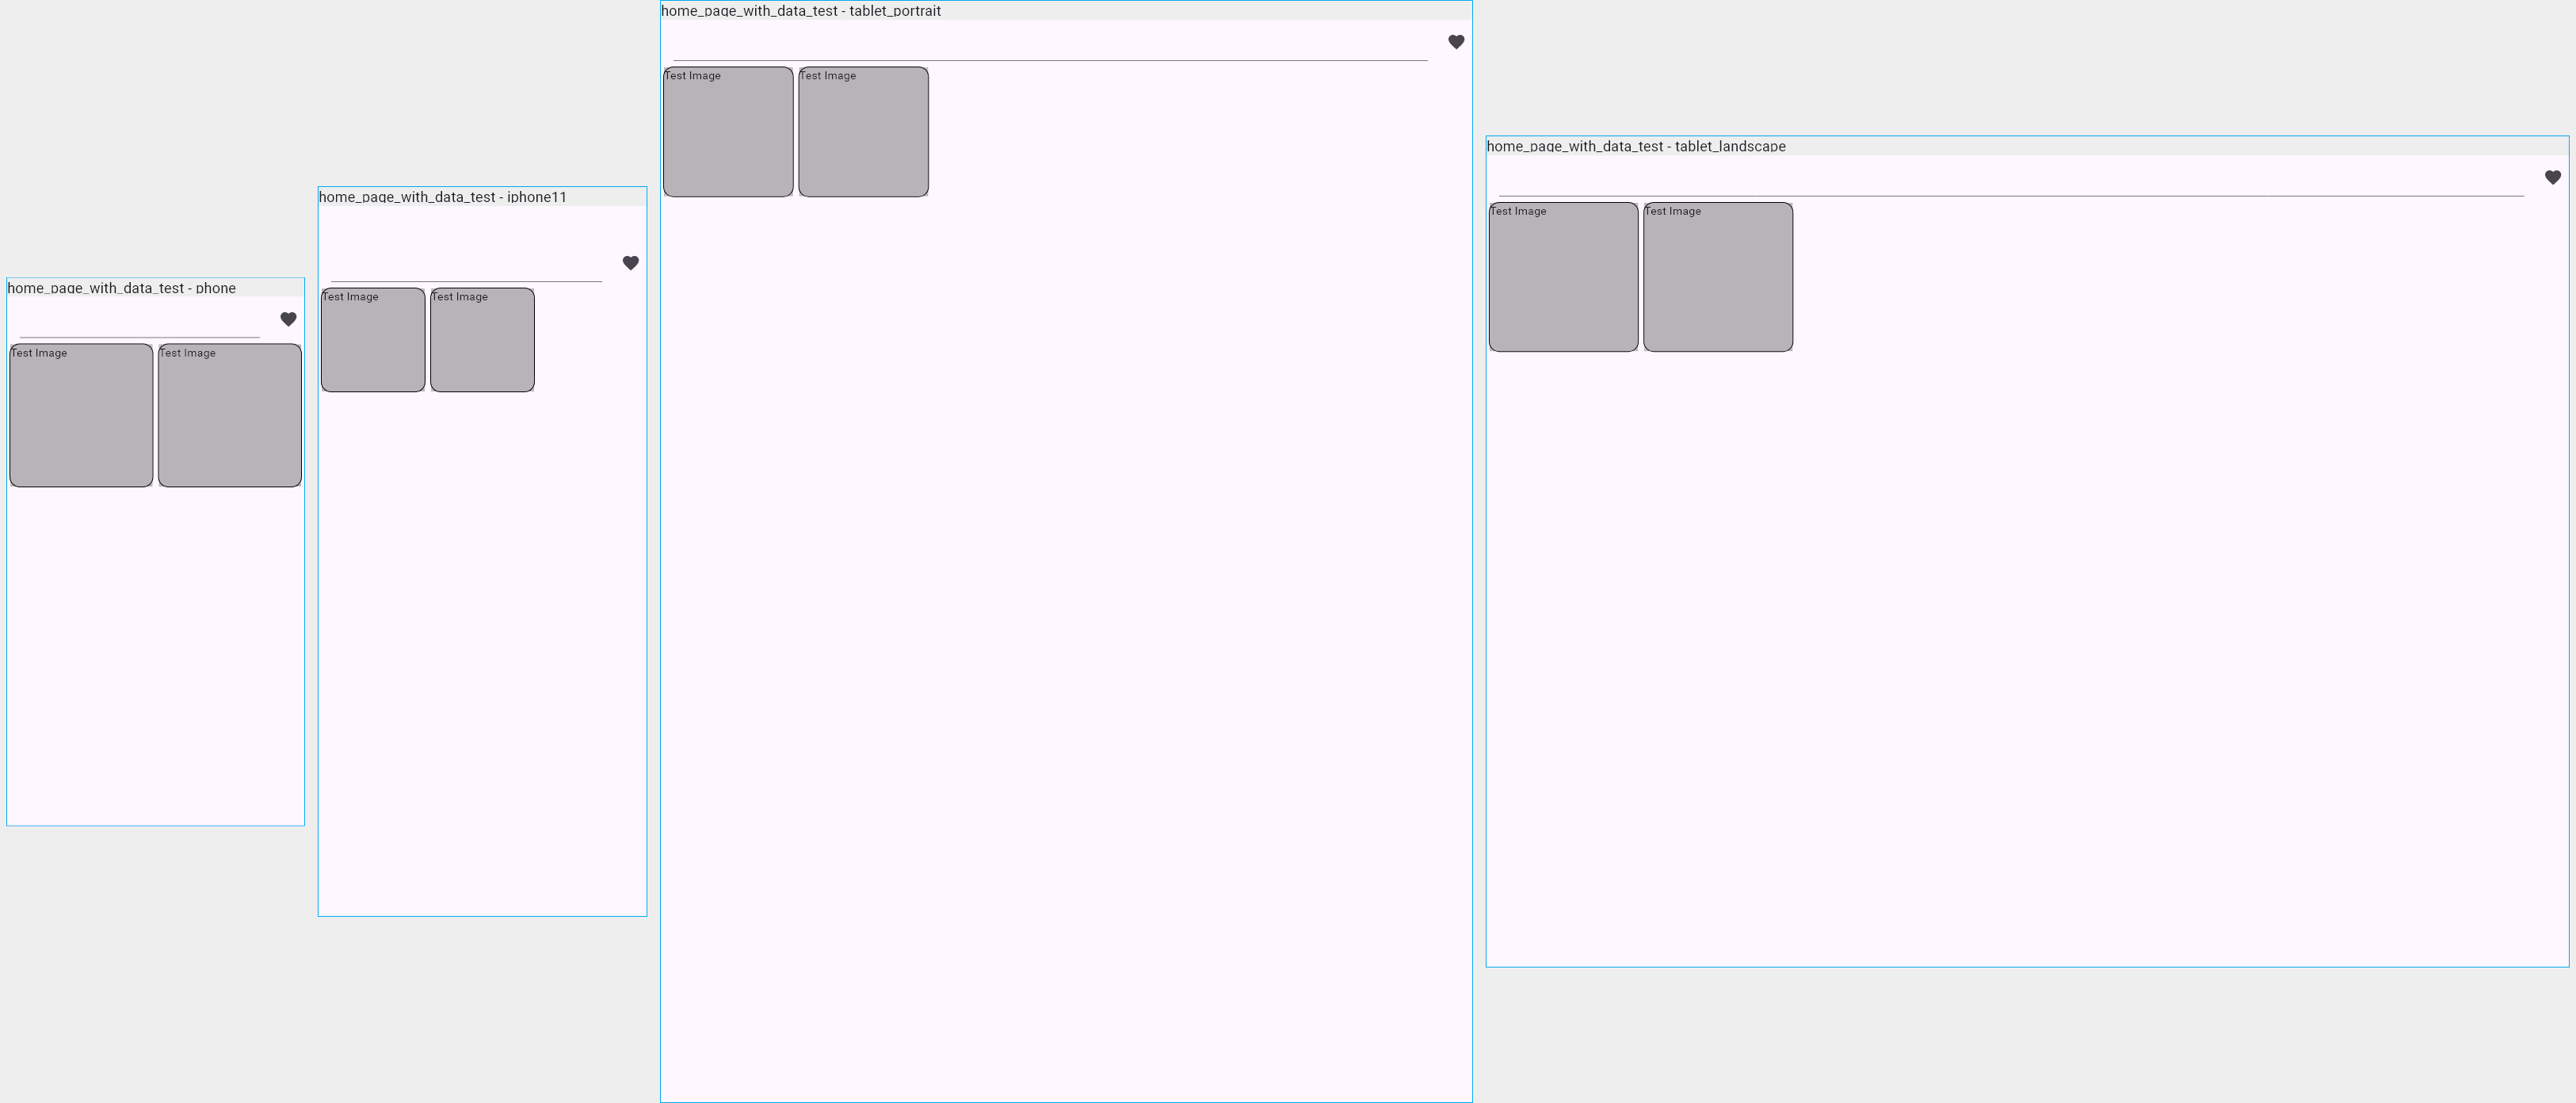 home_page_with_data_test - phone
Test Image
Test Image
home_page_with_data_test - iphone11
Test Image
Test Image
home_page_with_data_test - tablet_portrait
Test Image
Test Image
home_page_with_data_test - tablet_landscape
Test Image
Test Image